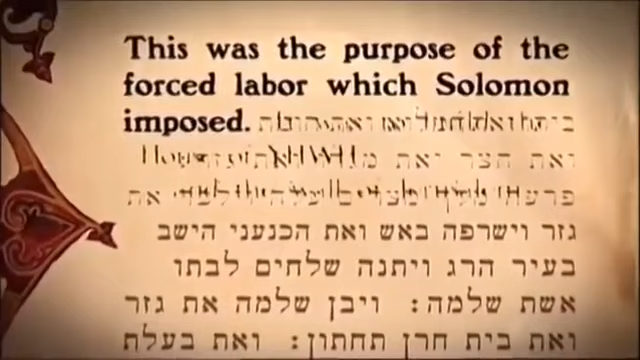 This was the purpose of the
forced labor which Solomon
imposed.
ואת חצר ואת
פרעה את
גזר וישרפה באש ואת הכנעני הישב
בעיר הרג ויתנה שלחים לבתו
אשת שלמה: ויבן שלמה את גזר
ואת בית חרן תחתון: ואת בעלת